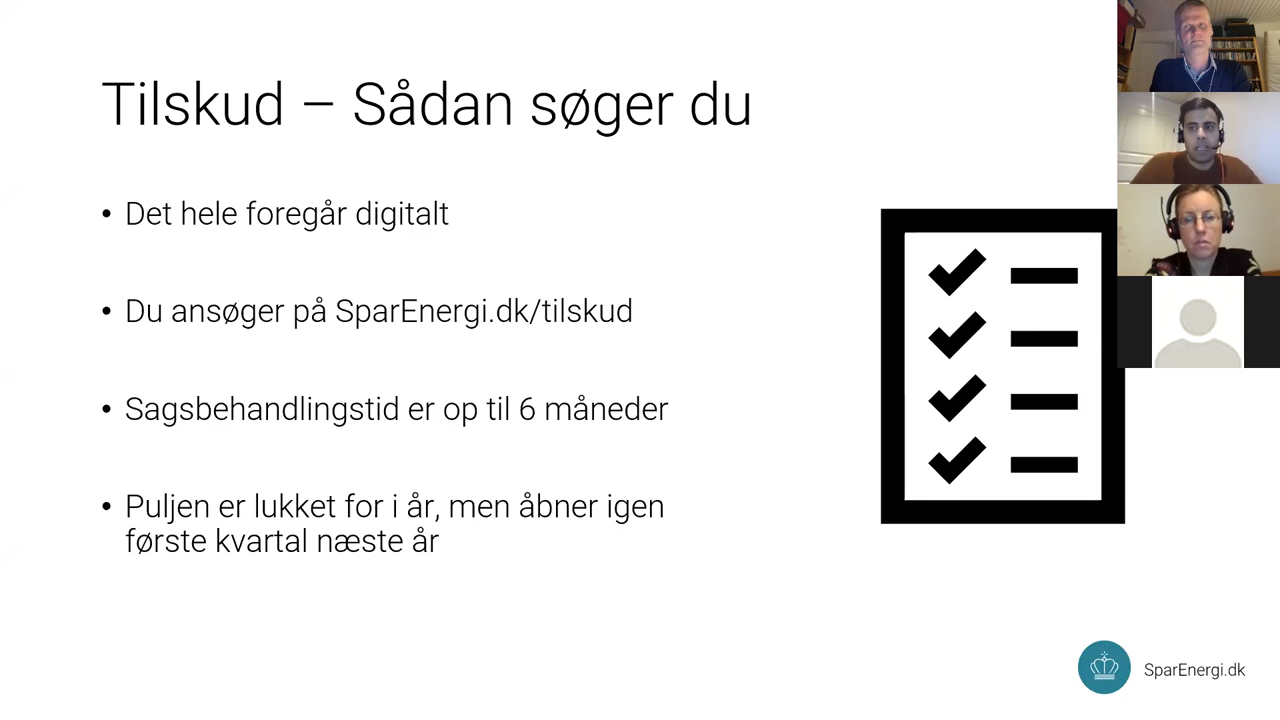 Tilskud – Sådan søger du
• Det hele foregår digitalt
• Du ansøger på SparEnergi.dk/tilskud
• Sagsbehandlingstid er op til 6 måneder
• Puljen er lukket for i år, men åbner igen
første kvartal næste år
SparEnergi.dk